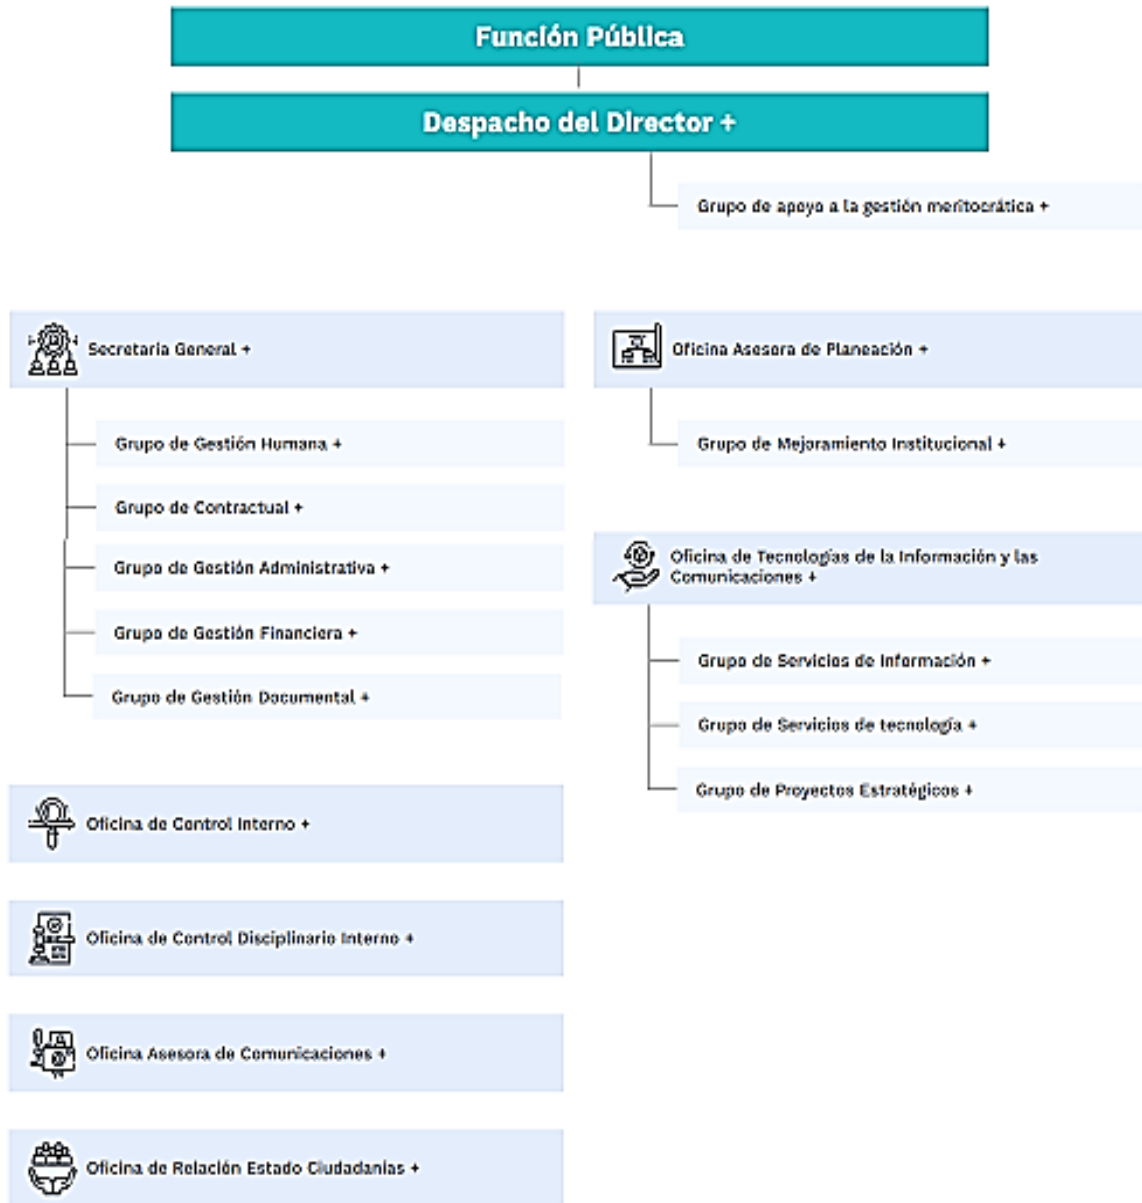 Función Pública
Despacho del Director +
Grupo de apoyo a la gestión meritocrática +
Secretaria General +
Grupo de Gestión Humana +
Grupo de Contractual +
Grupo de Gestión Administrativa +
Grupo de Gestión Financiera +
Grupo de Gestión Documental +
Oficina de Control Interno +
Oficina de Control Disciplinario Interno +
Oficina Asesora de Comunicaciones +
Oficina de Relación Estado Ciudadanías +
Oficina Asesora de Planeación +
Grupo de Mejoramiento Institucional +
Oficina de Tecnologías de la Información y las
Comunicaciones +
Grupo de Servicios de Información +
Grupo de Servicios de tecnología +
Grupo de Proyectos Estratégicos +